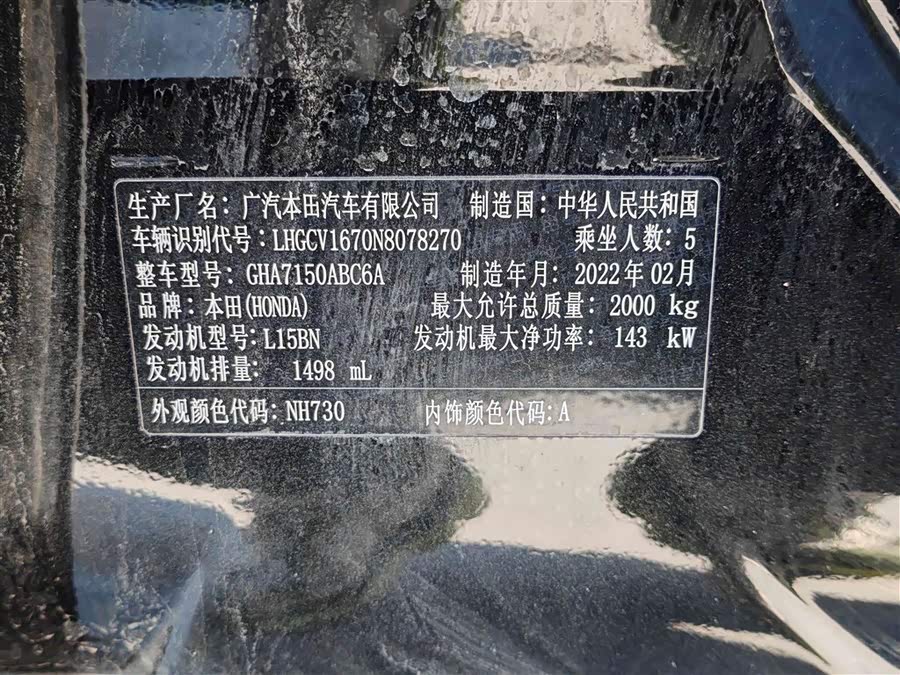 生产厂名：广汽本田汽车有限公司 制造国：中华人民共和国
车辆识别代号：LHGCV1670N8078270 乘坐人数：5
整车型号：GHA7150ABC6A 制造年月：2022年02月
品牌：本田(HONDA) 最大允许总质量：2000 kg
发动机型号：L15BN 发动机最大净功率：143 kW
发动机排量： 1498 mL
外观颜色代码：NH730 内饰颜色代码：A